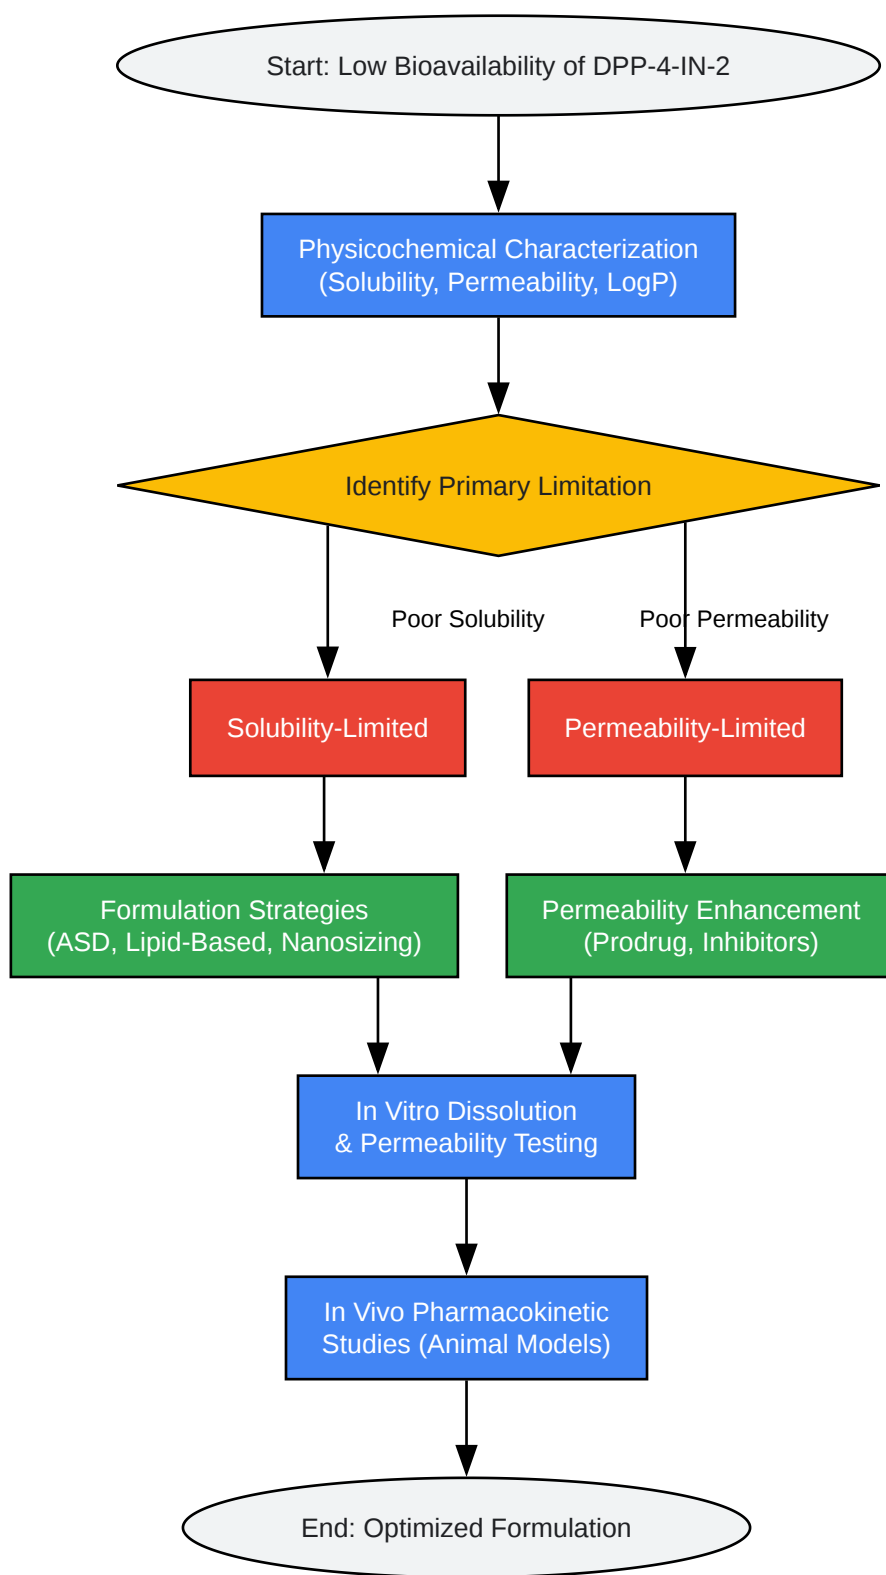 Start: Low Bioavailability of DPP-4-IN-2
Physicochemical Characterization
(Solubility, Permeability, LogP)
Identify Primary Limitation
Poor Solubility
Poor Permeability
Solubility-Limited
Permeability-Limited
Formulation Strategies
(ASD, Lipid-Based, Nanosizing)
Permeability Enhancement
(Prodrug, Inhibitors)
In Vitro Dissolution
& Permeability Testing
In Vivo Pharmacokinetic
Studies (Animal Models)
End: Optimized Formulation